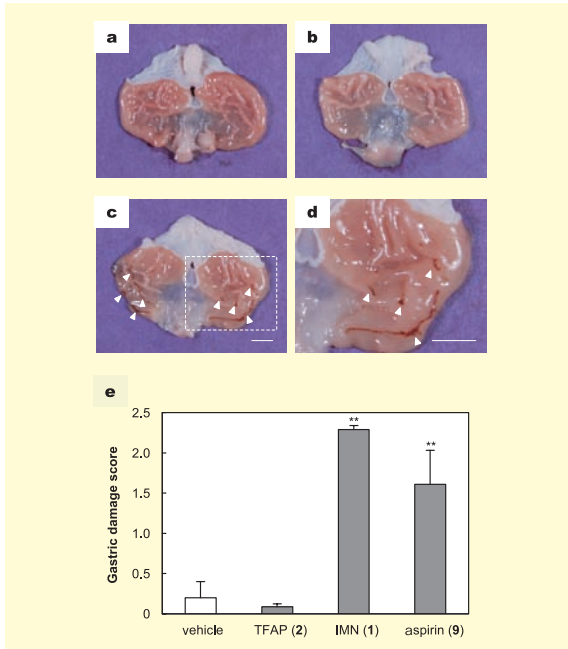 a
b
c
d
e
Gastric damage score
2.5
2.0
1.5
1.0
0.5
0
**
**
vehicle
TFAP (2)
IMN (1)
aspirin (9)